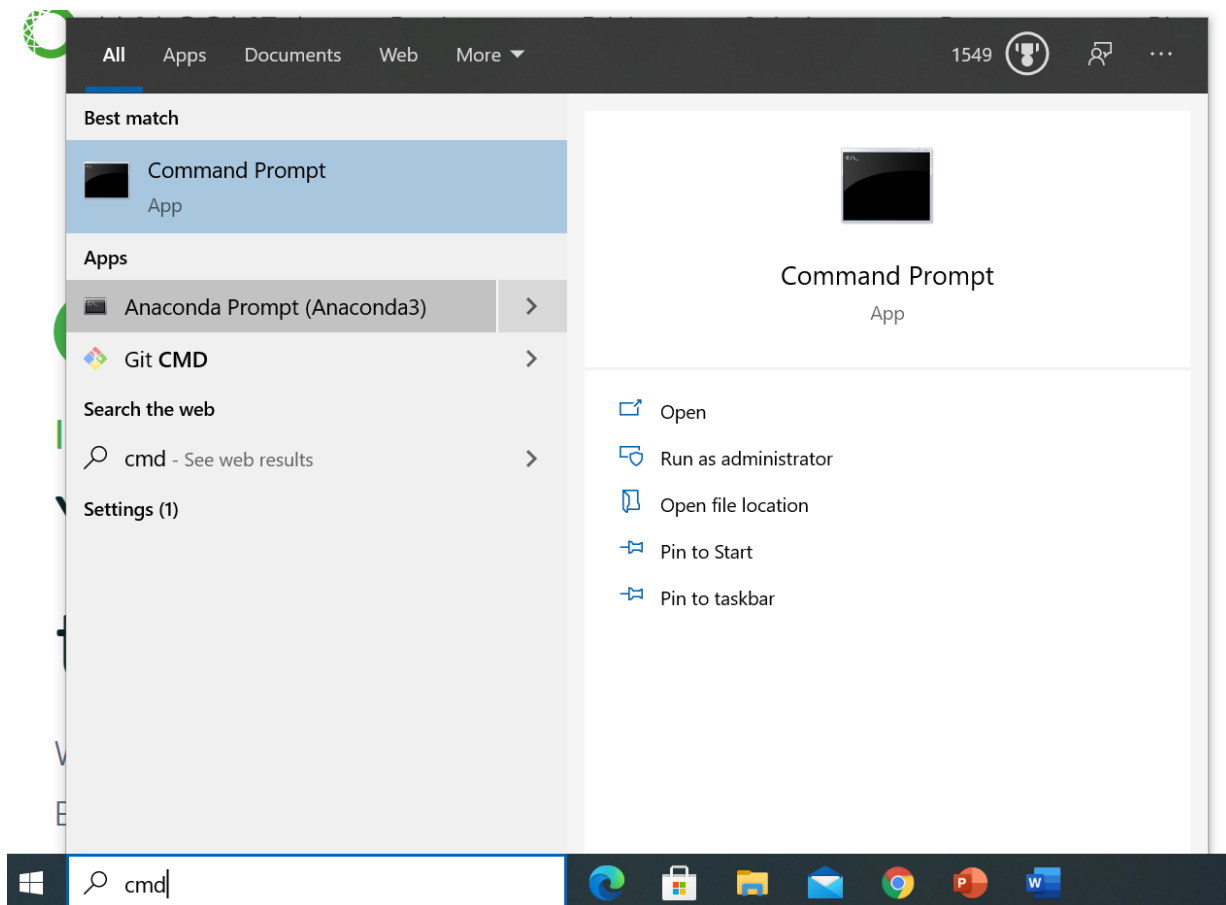 All Apps Documents Web More 1549
Best match
Command Prompt
App
Apps
Anaconda Prompt (Anaconda3)
Git CMD
Search the web
cmd - See web results
Settings (1)
Command Prompt
App
Open
Run as administrator
Open file location
Pin to Start
Pin to taskbar
cmd